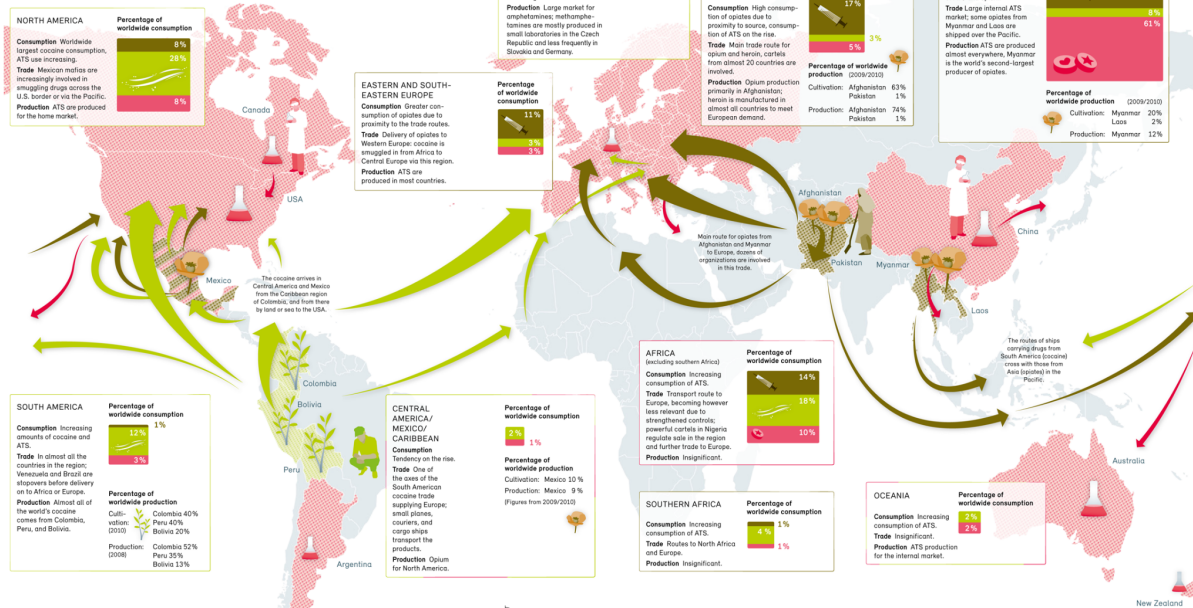 NORTH AMERICA
Consumption Worldwide
largest cocaine consumption,
ATS use increasing.
Trade Mexican mafias are
increasingly involved in
smuggling drugs across the
U.S. border or via the Pacific.
Production ATS are produced
for the home market.
Percentage of
worldwide consumption
8%
28%
8%
Production Large market for
amphetamines; methamphe-
tamines are mostly produced in
small laboratories in the Czech
Republic and less frequently in
Slovakia and Germany.
Consumption High consump-
tion of opiates due to
proximity to source, consump-
tion of ATS on the rise.
Trade Main trade route for
opium and heroin, cartels
from almost 20 countries are
involved.
Production Opium production
primarily in Afghanistan;
heroin is manufactured in
almost all countries to meet
European demand.
17%
3%
5%
Percentage of worldwide
production (2009/2010)
Cultivation: Afghanistan 63%
Pakistan 1%
Production: Afghanistan 74%
Pakistan 1%
Trade Large internal ATS
market; some opiates from
Myanmar and Laos are
shipped over the Pacific.
Production ATS are produced
almost everywhere, Myanmar
is the world's second-largest
producer of opiates.
8%
61%
Percentage of
worldwide production (2009/2010)
Cultivation: Myanmar 20%
Laos 2%
Production: Myanmar 12%
EASTERN AND SOUTH-
EASTERN EUROPE
Consumption Greater con-
sumption of opiates due to
proximity to the trade routes.
Trade Delivery of opiates to
Western Europe: cocaine is
smuggled in from Africa to
Central Europe via this region.
Production ATS are
produced in most countries.
Percentage
of worldwide
consumption
11%
3%
3%
Canada
USA
Mexico
The cocaine arrives in
Central America and Mexico
from the Caribbean region
of Colombia, and from there
by land or sea to the USA.
Main route for opiates from
Afghanistan and Myanmar
to Europe, dozens of
organizations are involved
in this trade.
Afghanistan
Pakistan
Myanmar
China
Laos
The routes of ships
carrying drugs from
South America (cocaine)
cross with those from
Asia (opiates) in the
Pacific.
Colombia
Bolivia
Peru
Argentina
Australia
New Zealand
SOUTH AMERICA
Consumption Increasing
amounts of cocaine and
ATS.
Trade In almost all the
countries in the region;
Venezuela and Brazil are
stopovers before delivery
on to Africa or Europe.
Production Almost all of
the world's cocaine
comes from Colombia,
Peru, and Bolivia.
Percentage of
worldwide consumption
1%
12%
3%
Percentage of
worldwide production
Culti-
vation:
(2010)
Colombia 40%
Peru 40%
Bolivia 20%
Production:
(2008)
Colombia 52%
Peru 35%
Bolivia 13%
CENTRAL
AMERICA/
MEXICO/
CARIBBEAN
Consumption
Tendency on the rise.
Trade One of
the axes of the
South American
cocaine trade
supplying Europe;
small planes,
couriers, and
cargo ships
transport the
products.
Production Opium
for North America.
Percentage of
worldwide consumption
2%
1%
Percentage of
worldwide production
Cultivation: Mexico 10 %
Production: Mexico 9 %
(Figures from 2009/2010)
AFRICA
(excluding southern Africa)
Consumption Increasing
consumption of ATS.
Trade Transport route to
Europe, becoming however
less relevant due to
strengthened controls;
powerful cartels in Nigeria
regulate sale in the region
and further trade to Europe.
Production Insignificant.
Percentage of
worldwide consumption
14%
18%
10%
SOUTHERN AFRICA
Consumption Increasing
consumption of ATS.
Trade Routes to North Africa
and Europe.
Production Insignificant.
Percentage of
worldwide consumption
1%
4%
1%
OCEANIA
Consumption Increasing
consumption of ATS.
Trade Insignificant.
Production ATS production
for the internal market.
Percentage of
worldwide consumption
2%
2%